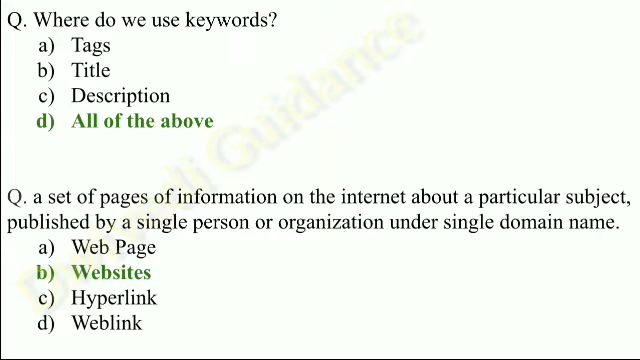 Q. Where do we use keywords?
a) Tags
b) Title
c) Description
d) All of the above
Q. a set of pages of information on the internet about a particular subject,
published by a single person or organization under single domain name.
a) Web Page
b) Websites
c) Hyperlink
d) Weblink